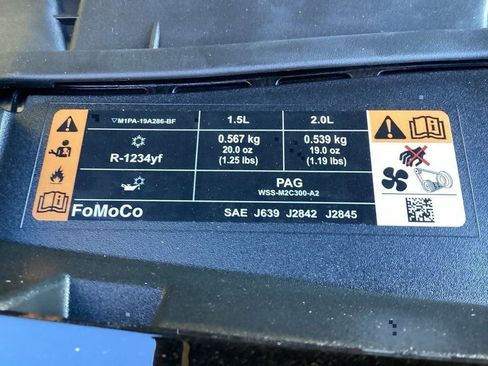 ▽M1PA-19A286-BF 1.5L 2.0L
R-1234yf 0.567 kg 0.539 kg
20.0 oz 19.0 oz
(1.25 lbs) (1.19 lbs)
PAG
WSS-M2C300-A2
FoMoCo SAE J639 J2842 J2845